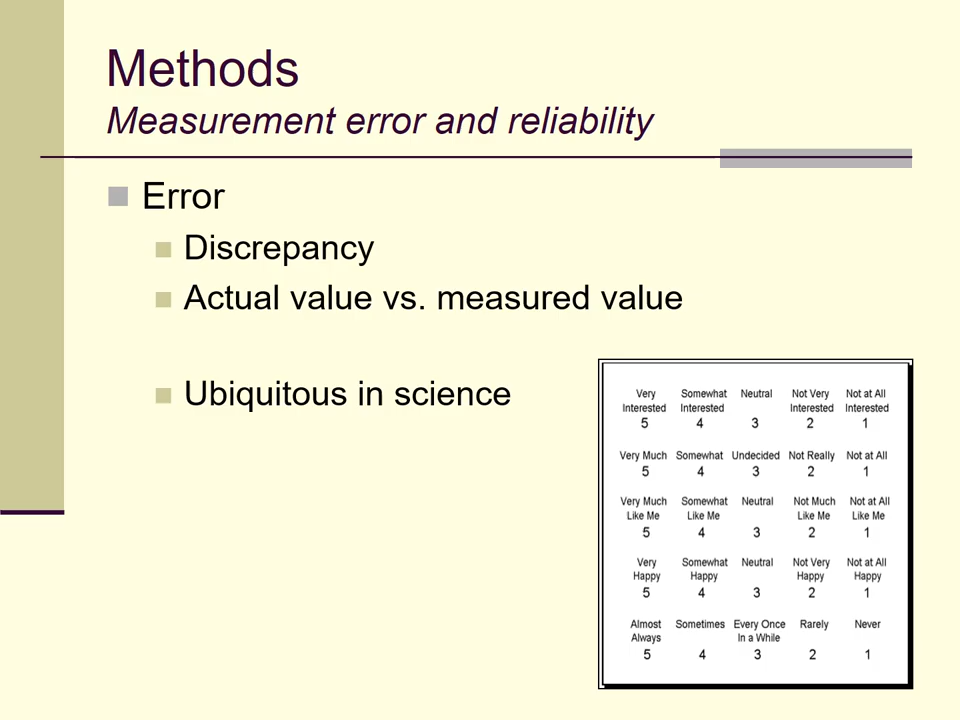 Methods
Measurement error and reliability
Error
Discrepancy
Actual value vs. measured value
Ubiquitous in science
Very Somewhat Neutral Not Very Not at All
Interested Interested Interested Interested
5 4 3 2 1
Very Much Somewhat Undecided Not Really Not at All
5 4 3 2 1
Very Much Somewhat Neutral Not Much Not at All
Like Me Like Me Like Me Like Me
5 4 3 2 1
Very Somewhat Neutral Not Very Not at All
Happy Happy Happy Happy
5 4 3 2 1
Almost Sometimes Every Once Rarely Never
Always In a While
5 4 3 2 1